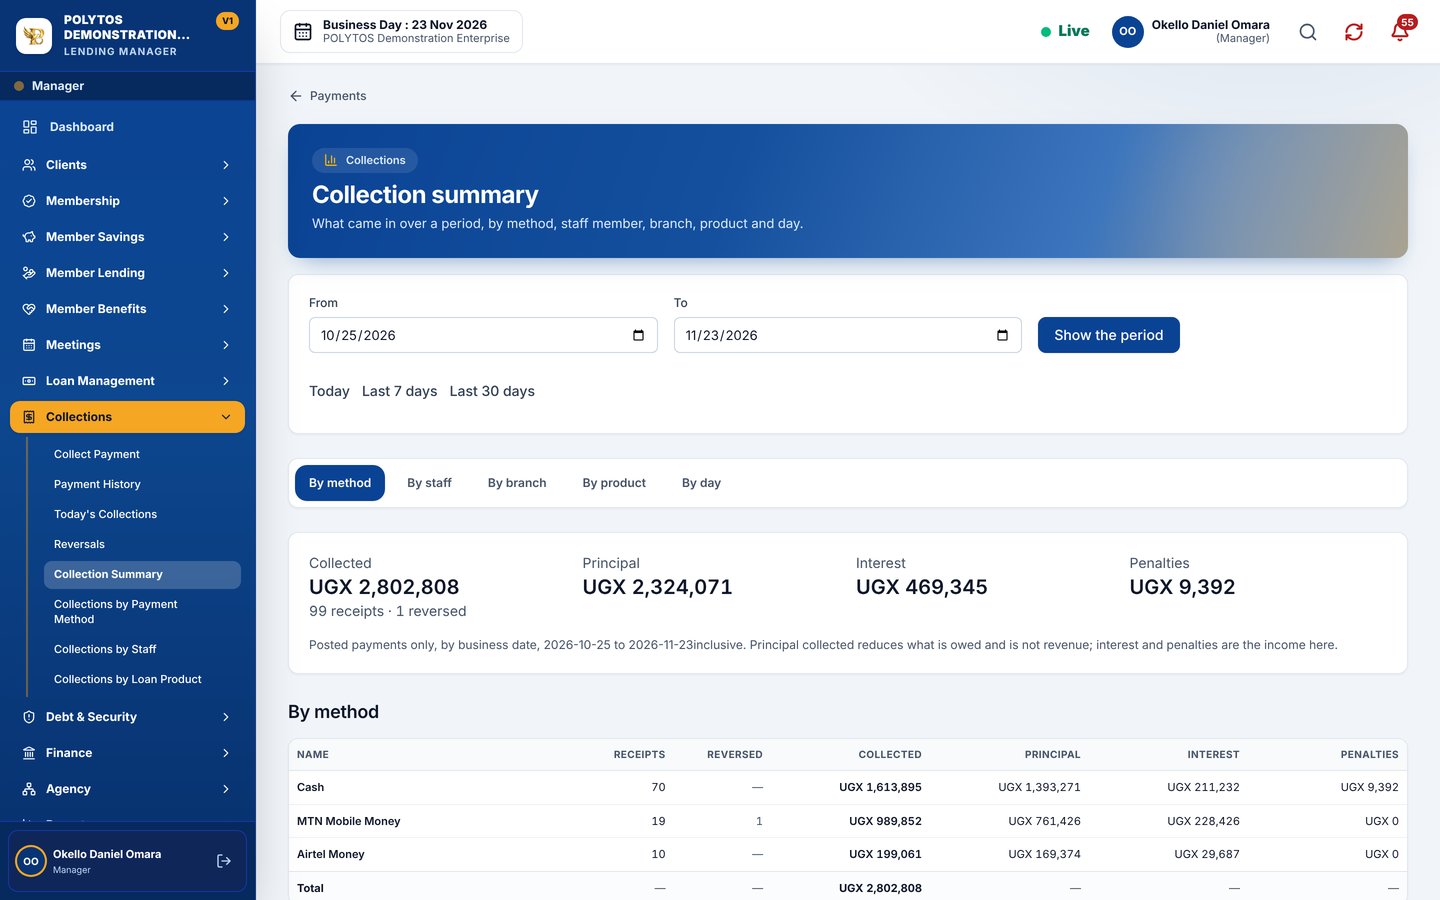 POLYTOS
DEMONSTRATION...
LENDING MANAGER
V1
Manager
Dashboard
Clients
Membership
Member Savings
Member Lending
Member Benefits
Meetings
Loan Management
Collections
Collect Payment
Payment History
Today's Collections
Reversals
Collection Summary
Collections by Payment
Method
Collections by Staff
Collections by Loan Product
Debt & Security
Finance
Agency
OO
Okello Daniel Omara
Manager
Business Day : 23 Nov 2026
POLYTOS Demonstration Enterprise
Live
OO
Okello Daniel Omara
(Manager)
55
Payments
Collections
Collection summary
What came in over a period, by method, staff member, branch, product and day.
From
To
10/25/2026
11/23/2026
Show the period
Today Last 7 days Last 30 days
By method By staff By branch By product By day
Collected Principal Interest Penalties
UGX 2,802,808 UGX 2,324,071 UGX 469,345 UGX 9,392
99 receipts · 1 reversed
Posted payments only, by business date, 2026-10-25 to 2026-11-23inclusive. Principal collected reduces what is owed and is not revenue; interest and penalties are the income here.
By method
NAME RECEIPTS REVERSED COLLECTED PRINCIPAL INTEREST PENALTIES
Cash 70 — UGX 1,613,895 UGX 1,393,271 UGX 211,232 UGX 9,392
MTN Mobile Money 19 1 UGX 989,852 UGX 761,426 UGX 228,426 UGX 0
Airtel Money 10 — UGX 199,061 UGX 169,374 UGX 29,687 UGX 0
Total — — UGX 2,802,808 — — —